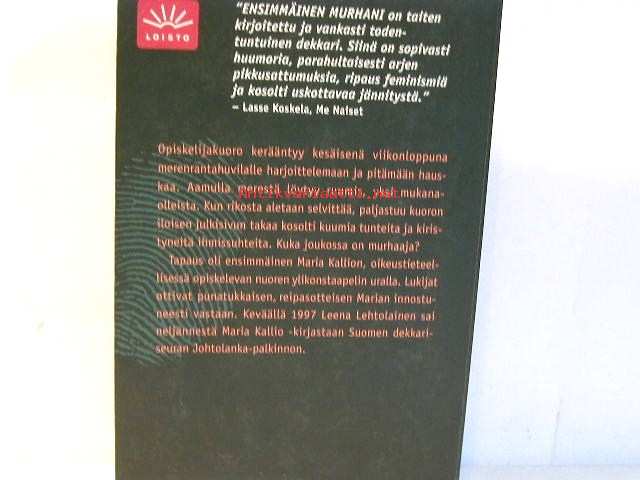 LOISTO
"ENSIMMÄINEN MURHANI on taiten
kirjoitettu ja vankasti toden-
tuntuinen dekkari. Siinä on sopivasti
huumoria, parahultaisesti arjen
pikkusattumuksia, ripaus feminismiä
ja kosolti uskottavaa jännitystä."
– Lasse Koskela, Me Naiset
Opiskelijakuoro kerääntyy kesäisenä viikonloppuna
merenrantahuvilalle harjoittelemaan ja pitämään haus-
kaa. Aamulla merestä löytyy ruumis, yksi mukana-
olleista. Kun rikosta aletaan selvittää, paljastuu kuoron
iloisen julkisivun takaa kosolti kuumia tunteita ja kiris-
tyneitä ihmissuhteita. Kuka joukossa on murhaaja?
Tapaus oli ensimmäinen Maria Kallion, oikeustieteel-
lisessä opiskelevan nuoren ylikonstaapelin uralla. Lukijat
ottivat punatukkaisen, reipasotteisen Marian innostu-
neesti vastaan. Keväällä 1997 Leena Lehtolainen sai
neljännestä Maria Kallio -kirjastaan Suomen dekkari-
seuran Johtolanka-palkinnon.